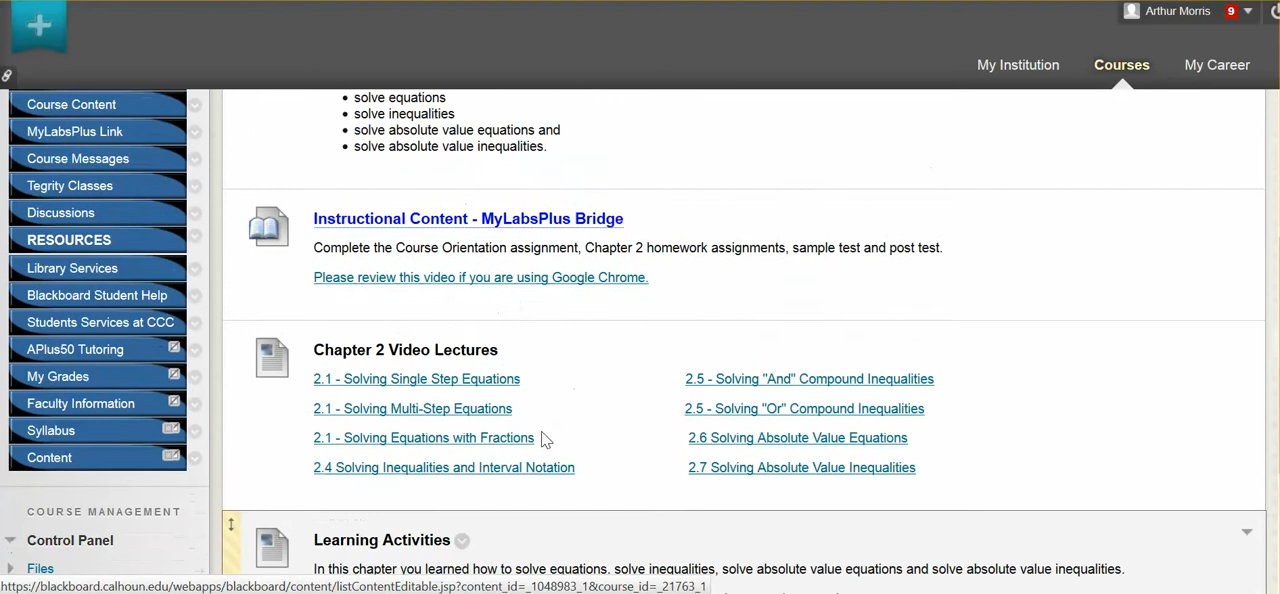 Arthur Morris 9
My Institution Courses My Career
Course Content
MyLabsPlus Link
Course Messages
Tegrity Classes
Discussions
RESOURCES
Library Services
Blackboard Student Help
Students Services at CCC
APlus50 Tutoring
My Grades
Faculty Information
Syllabus
Content
COURSE MANAGEMENT
Control Panel
Files
solve equations
solve inequalities
solve absolute value equations and
solve absolute value inequalities.
Instructional Content - MyLabsPlus Bridge
Complete the Course Orientation assignment, Chapter 2 homework assignments, sample test and post test.
Please review this video if you are using Google Chrome.
Chapter 2 Video Lectures
2.1 - Solving Single Step Equations
2.1 - Solving Multi-Step Equations
2.1 - Solving Equations with Fractions
2.4 Solving Inequalities and Interval Notation
2.5 - Solving "And" Compound Inequalities
2.5 - Solving "Or" Compound Inequalities
2.6 Solving Absolute Value Equations
2.7 Solving Absolute Value Inequalities
Learning Activities
In this chapter you learned how to solve equations, solve inequalities, solve absolute value equations and solve absolute value inequalities.
https://blackboard.calhoun.edu/webapps/blackboard/content/listContentEditable.jsp?content_id=_1048983_1&course_id=_21763_1